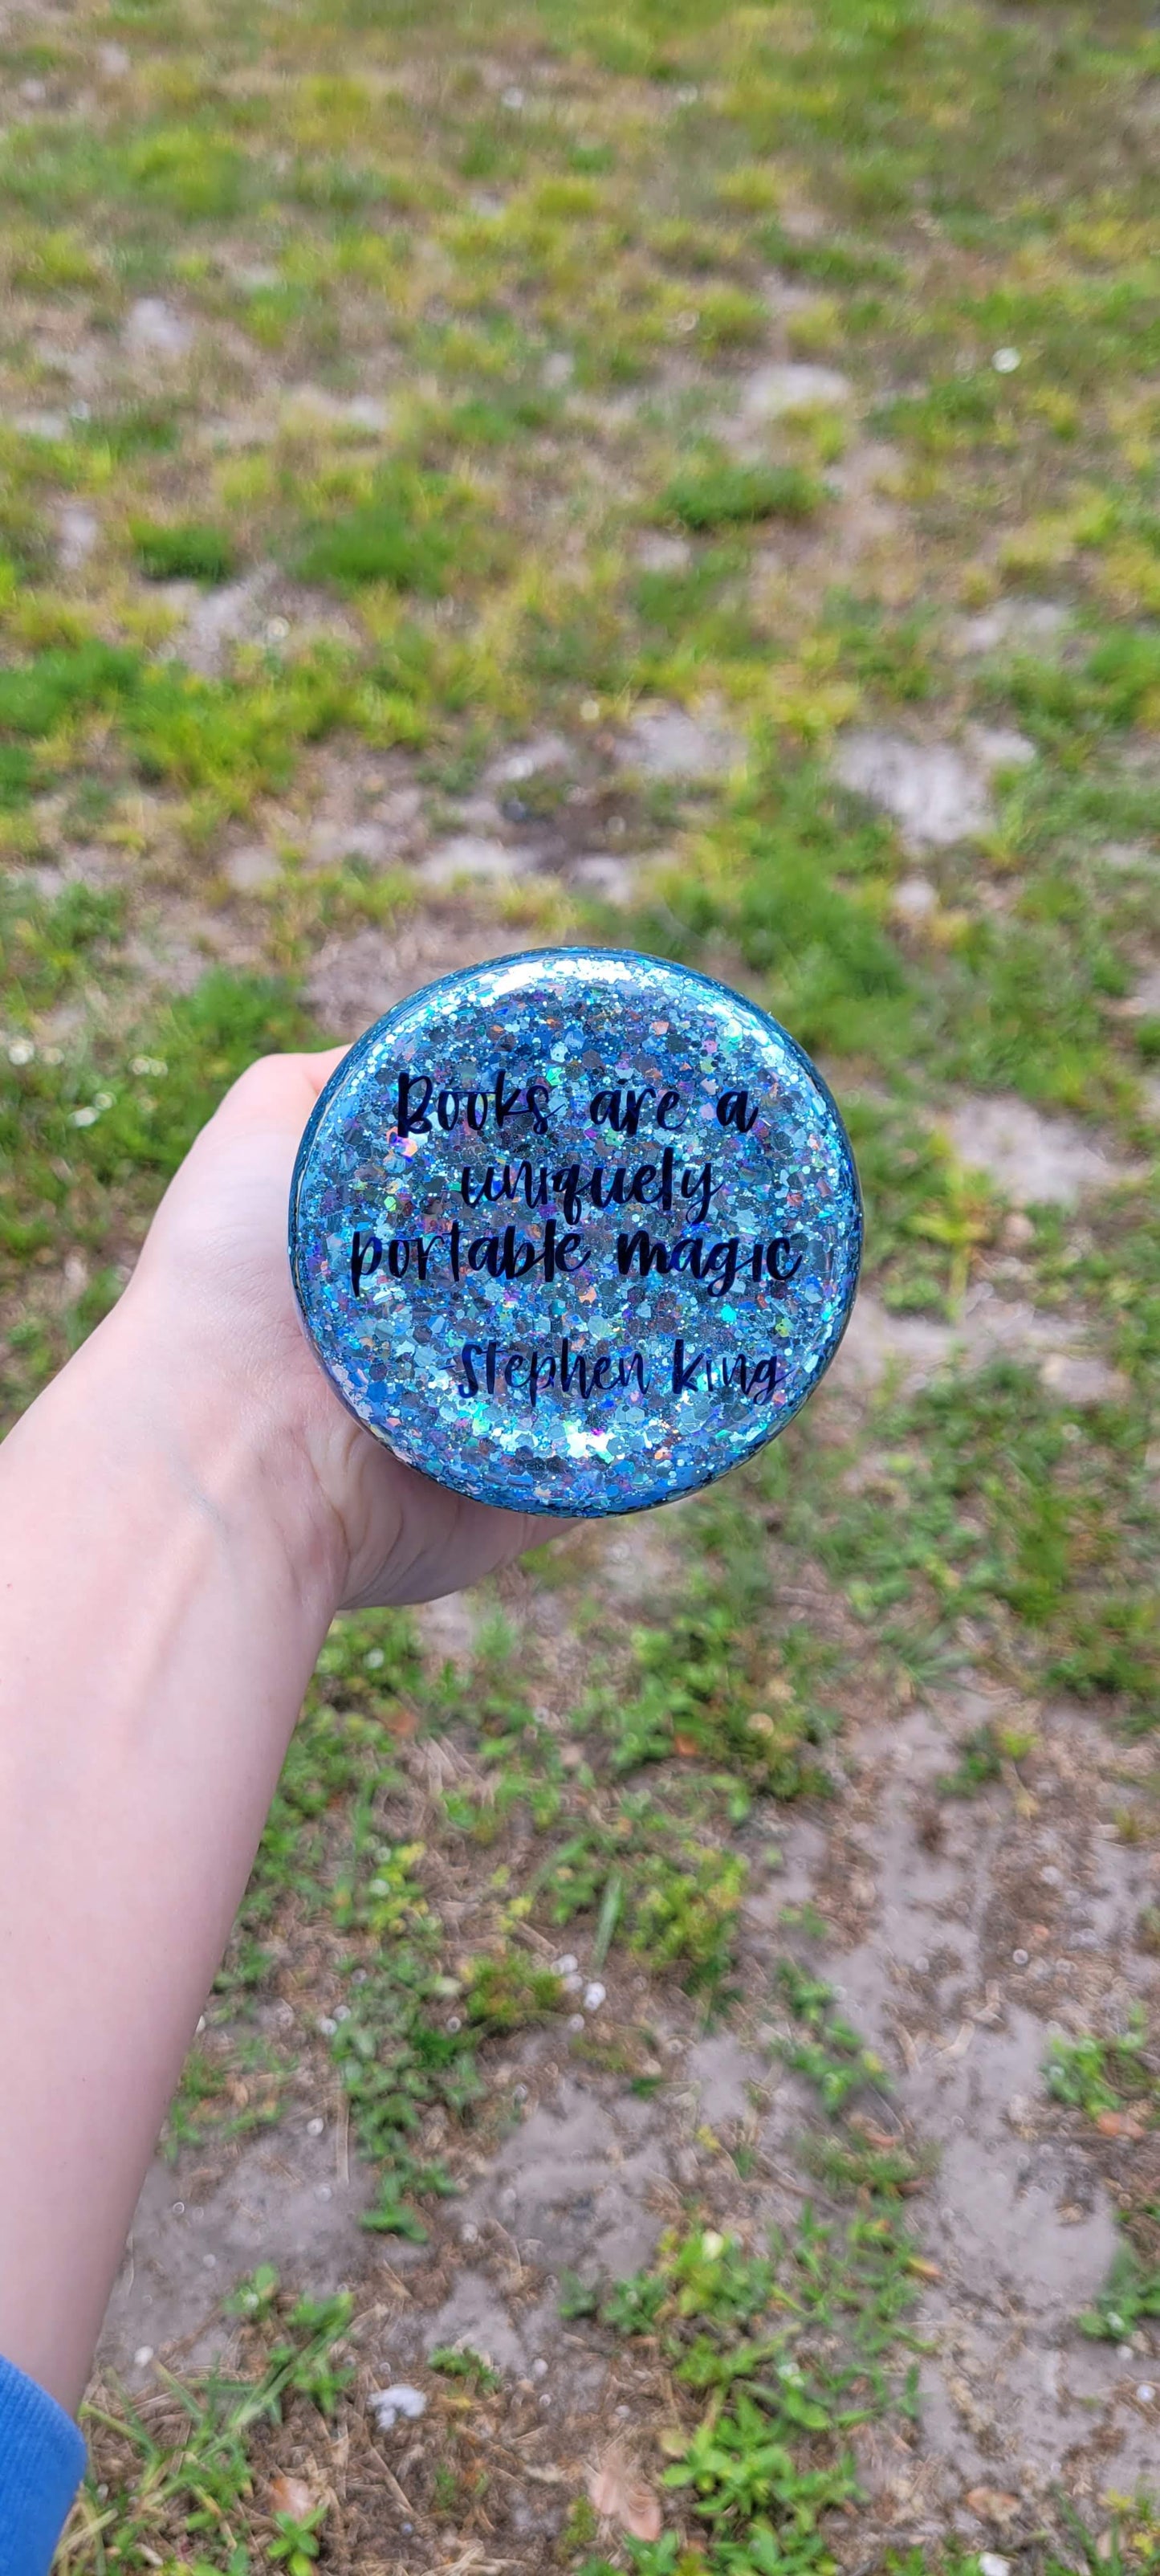 Books are a
uniquely
portable magic
Stephen King